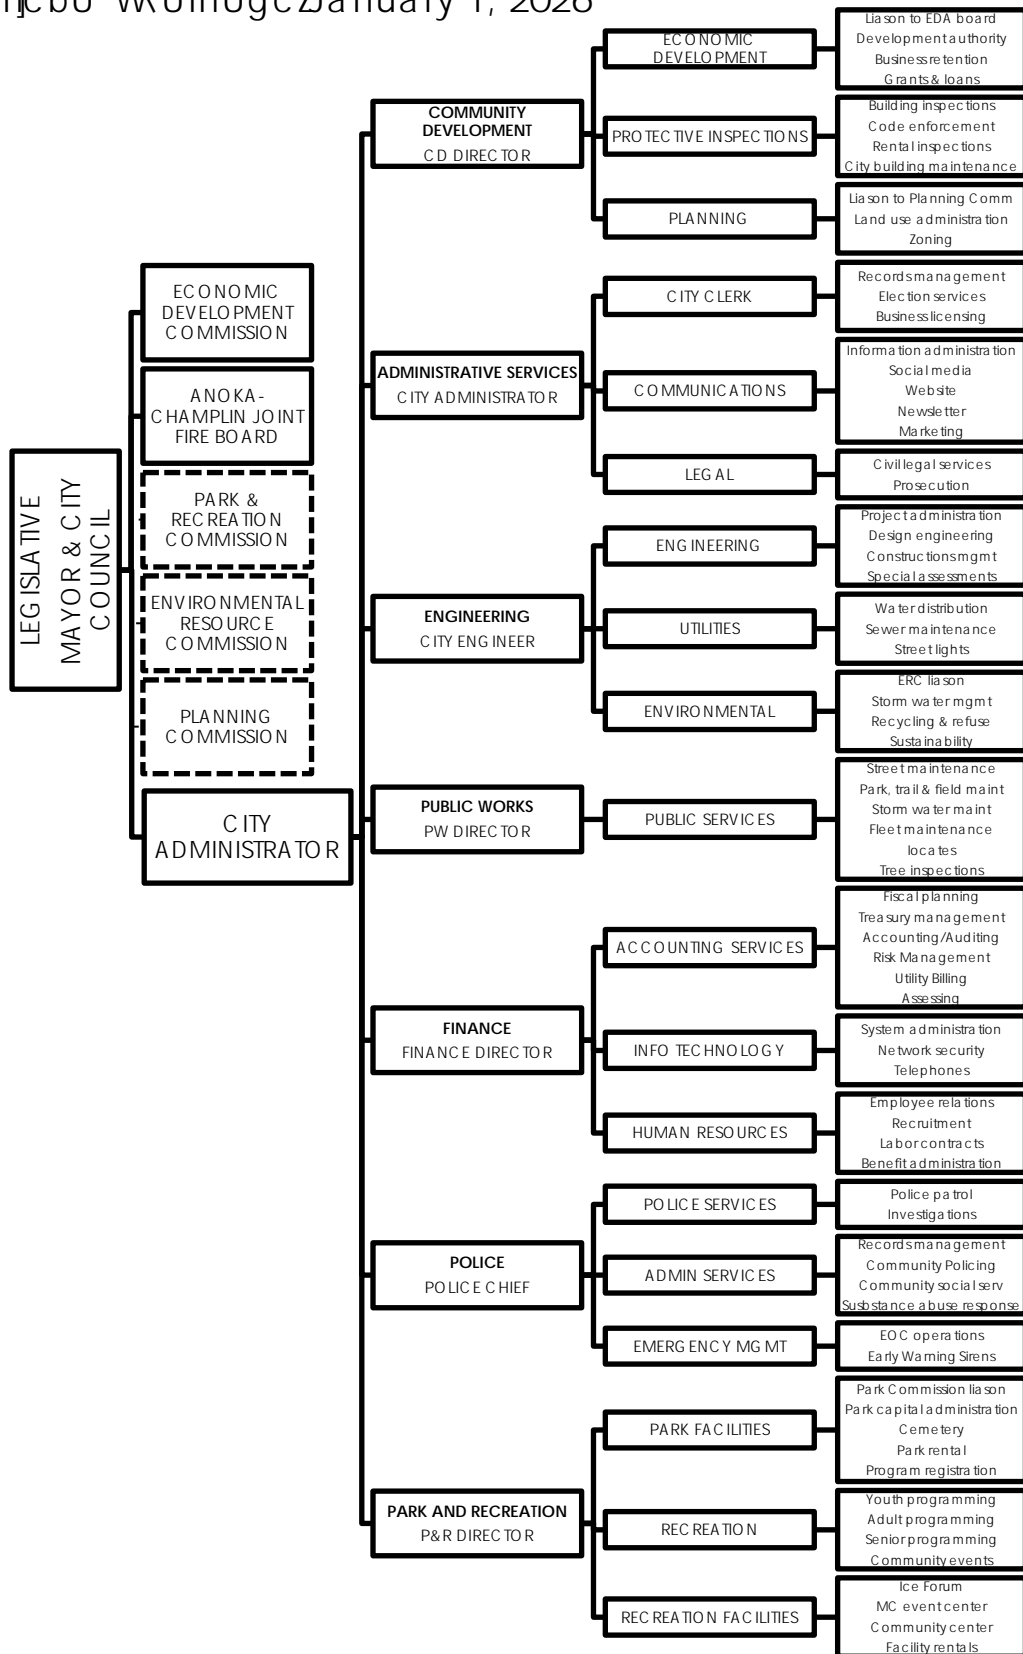 January 1, 2026
LEGISLATIVE
MAYOR & CITY
COUNCIL
ECONOMIC
DEVELOPMENT
COMMISSION
ANOKA-
CHAMPLIN JOINT
FIRE BOARD
PARK &
RECREATION
COMMISSION
ENVIRONMENTAL
RESOURCE
COMMISSION
PLANNING
COMMISSION
CITY
ADMINISTRATOR
COMMUNITY
DEVELOPMENT
CD DIRECTOR
ECONOMIC
DEVELOPMENT
Liason to EDA board
Development authority
Business retention
Grants & loans
PROTECTIVE INSPECTIONS
Building inspections
Code enforcement
Rental inspections
City building maintenance
PLANNING
Liason to Planning Comm
Land use administration
Zoning
ADMINISTRATIVE SERVICES
CITY ADMINISTRATOR
CITY CLERK
Records management
Election services
Business licensing
COMMUNICATIONS
Information administration
Social media
Website
Newsletter
Marketing
LEGAL
Civil legal services
Prosecution
ENGINEERING
CITY ENGINEER
ENGINEERING
Project administration
Design engineering
Constructions mgmt
Special assessments
UTILITIES
Water distribution
Sewer maintenance
Street lights
ENVIRONMENTAL
ERC liason
Storm water mgmt
Recycling & refuse
Sustainability
PUBLIC WORKS
PW DIRECTOR
PUBLIC SERVICES
Street maintenance
Park, trail & field maint
Storm water maint
Fleet maintenance
locates
Tree inspections
FINANCE
FINANCE DIRECTOR
ACCOUNTING SERVICES
Fiscal planning
Treasury management
Accounting/Auditing
Risk Management
Utility Billing
Assessing
INFO TECHNOLOGY
System administration
Network security
Telephones
HUMAN RESOURCES
Employee relations
Recruitment
Labor contracts
Benefit administration
POLICE
POLICE CHIEF
POLICE SERVICES
Police patrol
Investigations
ADMIN SERVICES
Records management
Community Policing
Community social serv
Susbstance abuse response
EMERGENCY MGMT
EOC operations
Early Warning Sirens
PARK AND RECREATION
P&R DIRECTOR
PARK FACILITIES
Park Commission liason
Park capital administration
Cemetery
Park rental
Program registration
RECREATION
Youth programming
Adult programming
Senior programming
Community events
RECREATION FACILITIES
Ice Forum
MC event center
Community center
Facility rentals